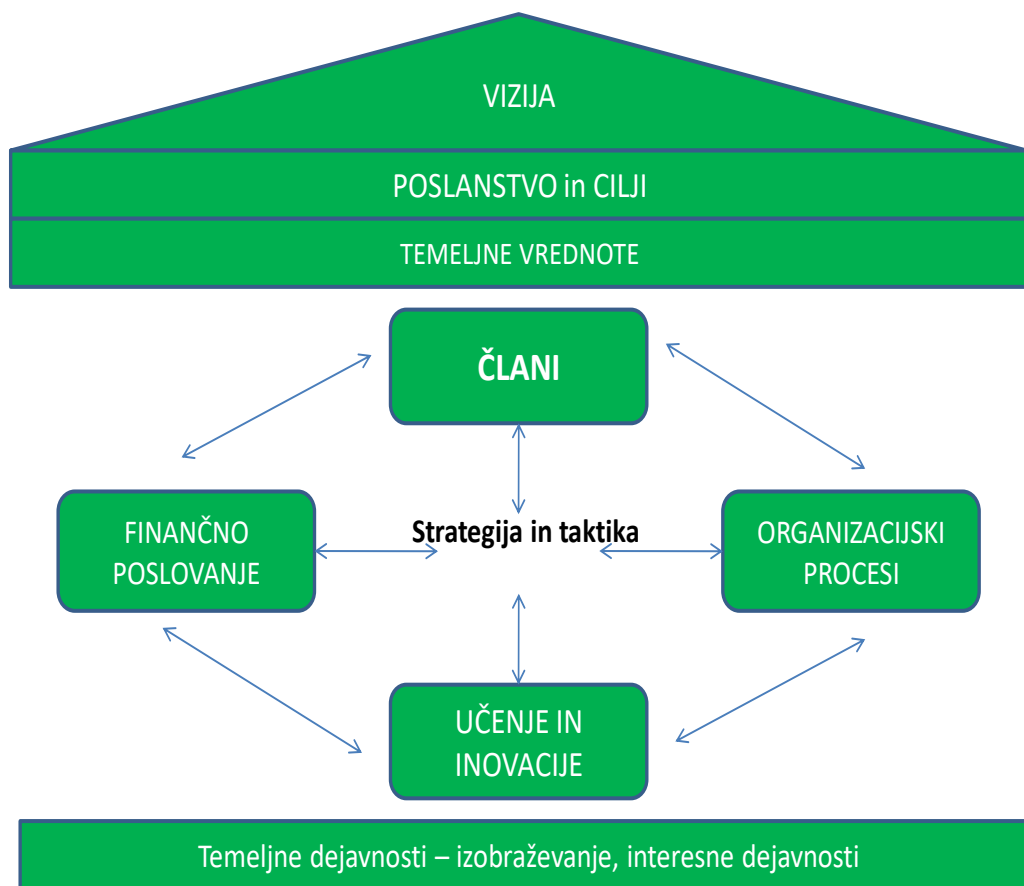 VIZIJA
POSLANSTVO in CILJI
TEMELJNE VREDNOTE
ČLANI
FINANČNO
POSLOVANJE
Strategija in taktika
ORGANIZACIJSKI
PROCESI
UČENJE IN
INOVACIJE
Temeljne dejavnosti – izobraževanje, interesne dejavnosti